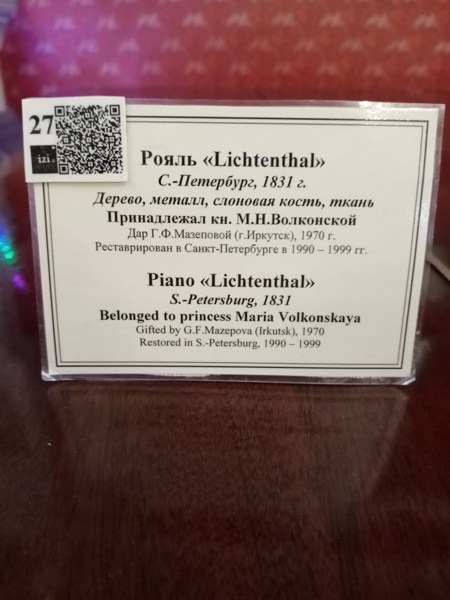 27
izi
Рояль «Lichtenthal»
С.-Петербург, 1831 г.
Дерево, металл, слоновая кость, ткань
Принадлежал кн. М.Н.Волконской
Дар Г.Ф.Мазеповой (г.Иркутск), 1970 г.
Реставрирован в Санкт-Петербурге в 1990 – 1999 гг.
Piano «Lichtenthal»
S.-Petersburg, 1831
Belonged to princess Maria Volkonskaya
Gifted by G.F.Mazepova (Irkutsk), 1970
Restored in S.-Petersburg, 1990 – 1999